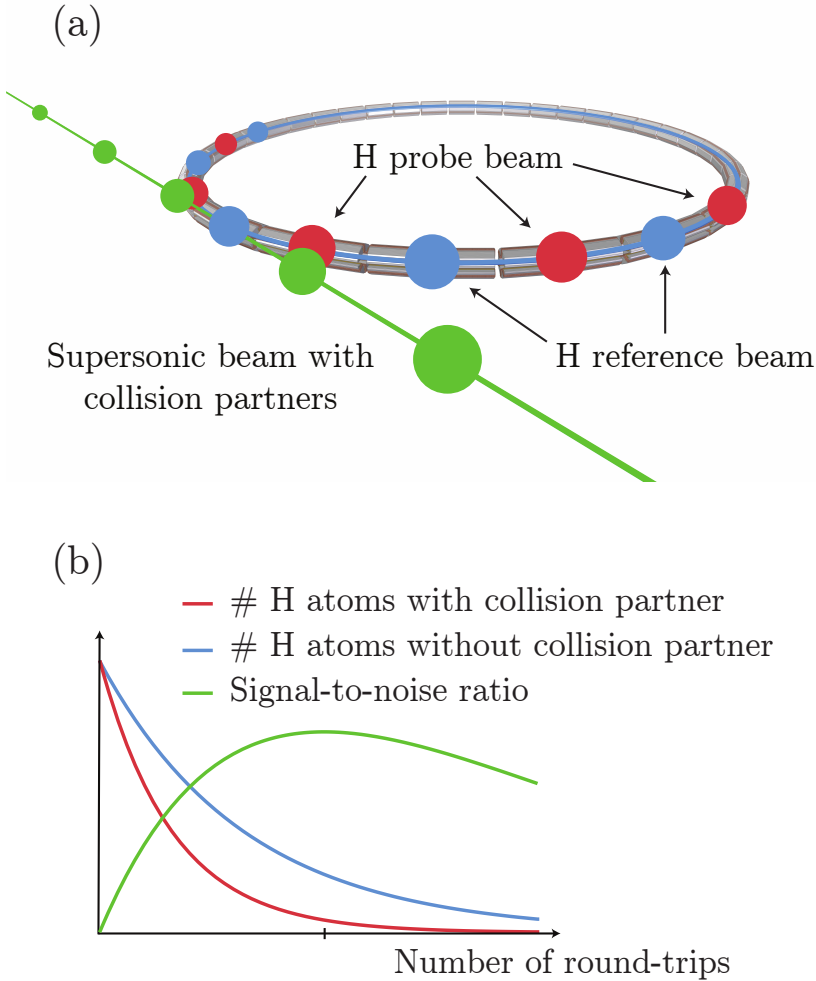 (a)
H probe beam
Supersonic beam with
collision partners
H reference beam
(b)
# H atoms with collision partner
# H atoms without collision partner
Signal-to-noise ratio
Number of round-trips